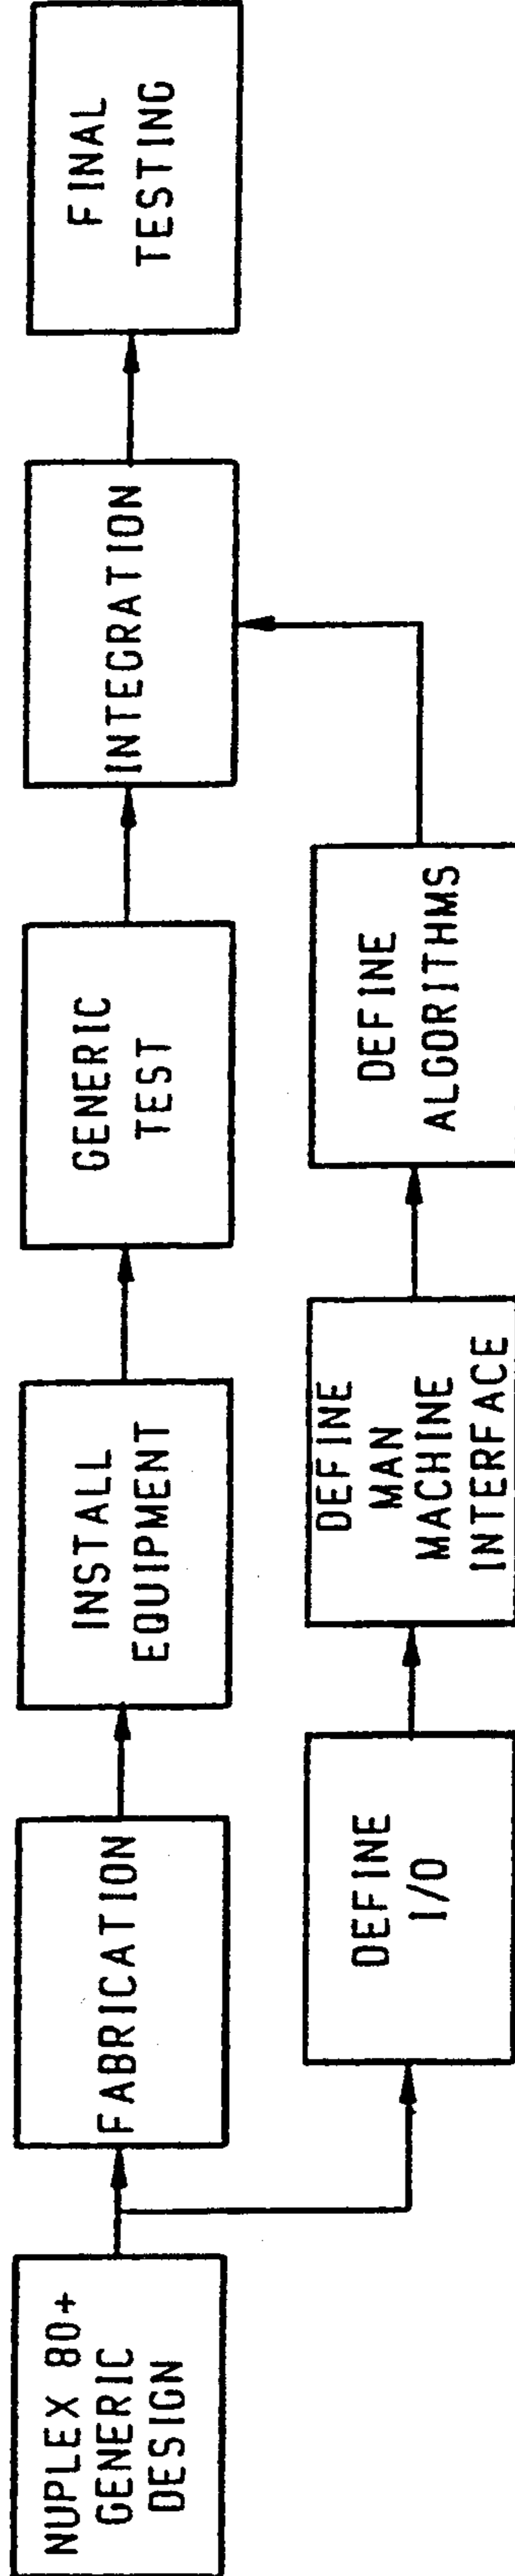 NUPLEX 80+
GENERIC
DESIGN
FABRICATION
INSTALL
EQUIPMENT
GENERIC
TEST
INTEGRATION
FINAL
TESTING
DEFINE
I/O
DEFINE
MAN
MACHINE
INTERFACE
DEFINE
ALGORITHMS